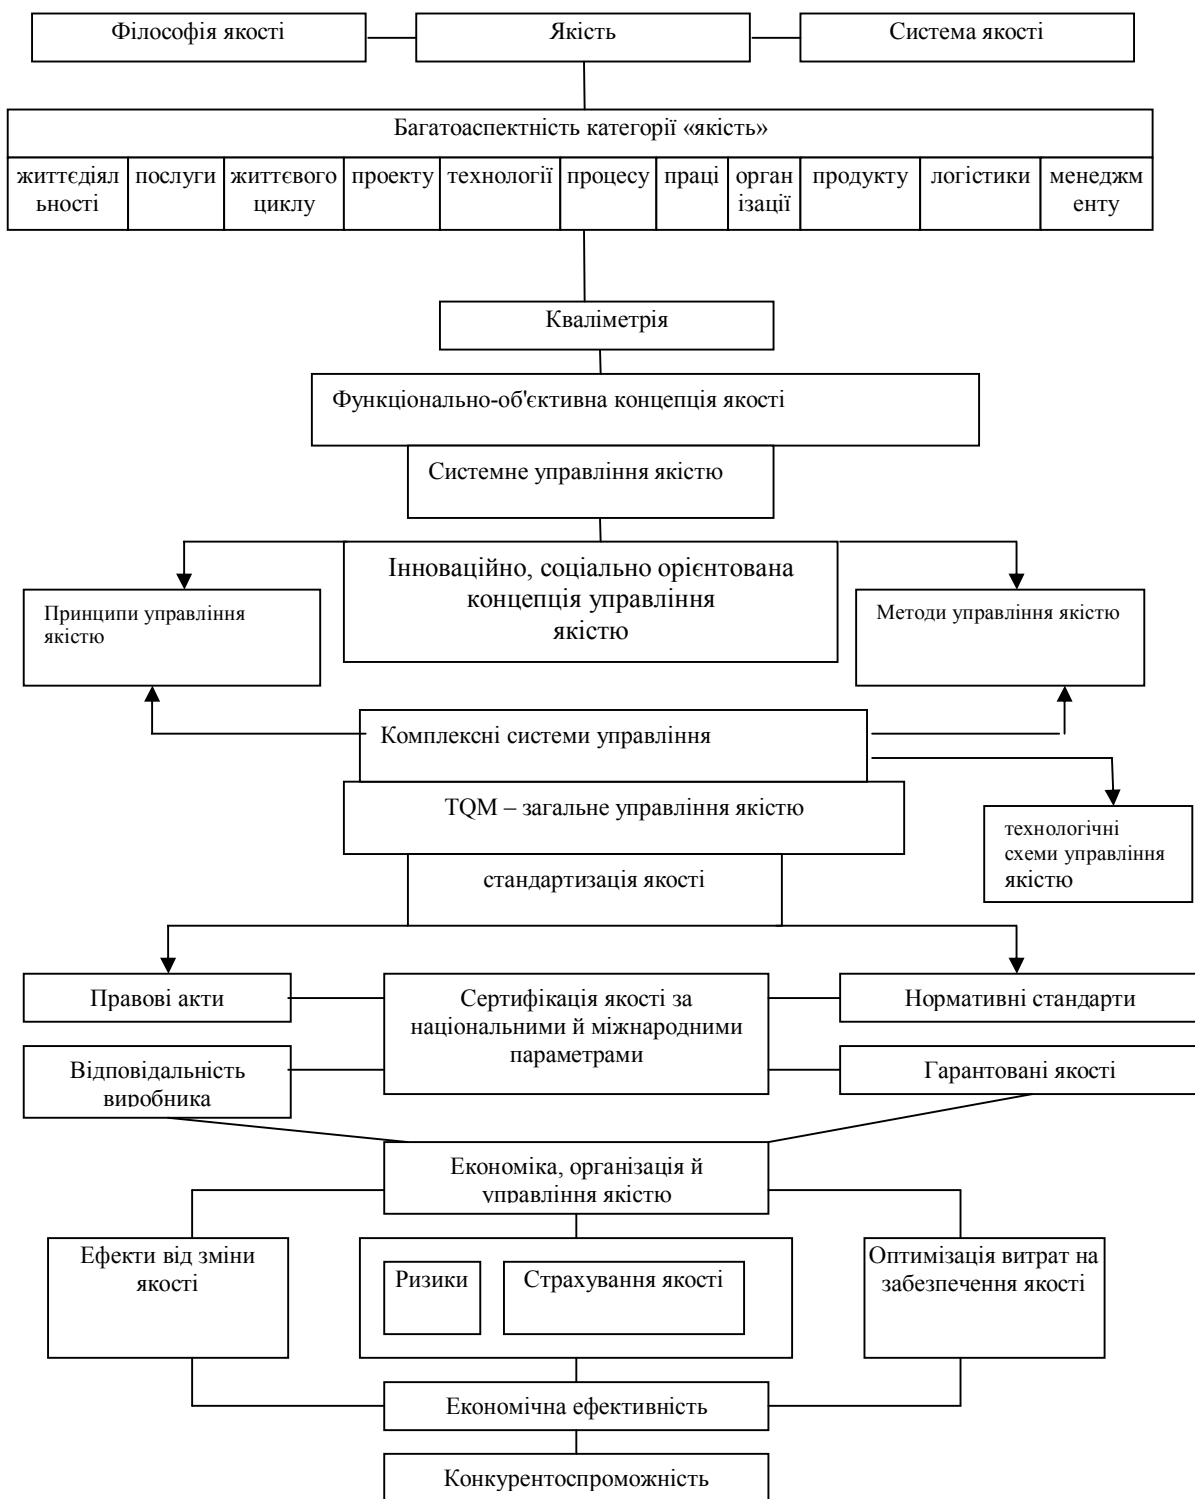 Філософія якості
Якість
Система якості
Багатоаспектність категорії «якість»
життєдіял
ьності
послуги
життєвого
циклу
проекту
технології
процесу
праці
орган
ізації
продукту
логістики
менеджм
енту
Кваліметрія
Функціонально-об'єктивна концепція якості
Системне управління якістю
Інноваційно, соціально орієнтована
концепція управління
якістю
Принципи управління
якістю
Методи управління якістю
Комплексні системи управління
TQM – загальне управління якістю
технологічні
схеми управління
якістю
стандартизація якості
Правові акти
Сертифікація якості за
національними й міжнародними
параметрами
Нормативні стандарти
Відповідальність
виробника
Гарантовані якості
Економіка, організація й
управління якістю
Ефекти від зміни
якості
Ризики
Страхування якості
Оптимізація витрат на
забезпечення якості
Економічна ефективність
Конкурентоспроможність